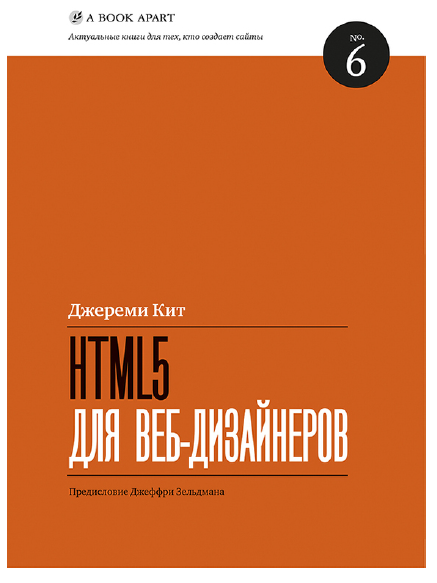 A BOOK APART
Актуальные книги для тех, кто создает сайты
№.
6
Джереми Кит
HTML5
ДЛЯ ВЕБ-ДИЗАЙНЕРОВ
Предисловие Джеффри Зельдмана